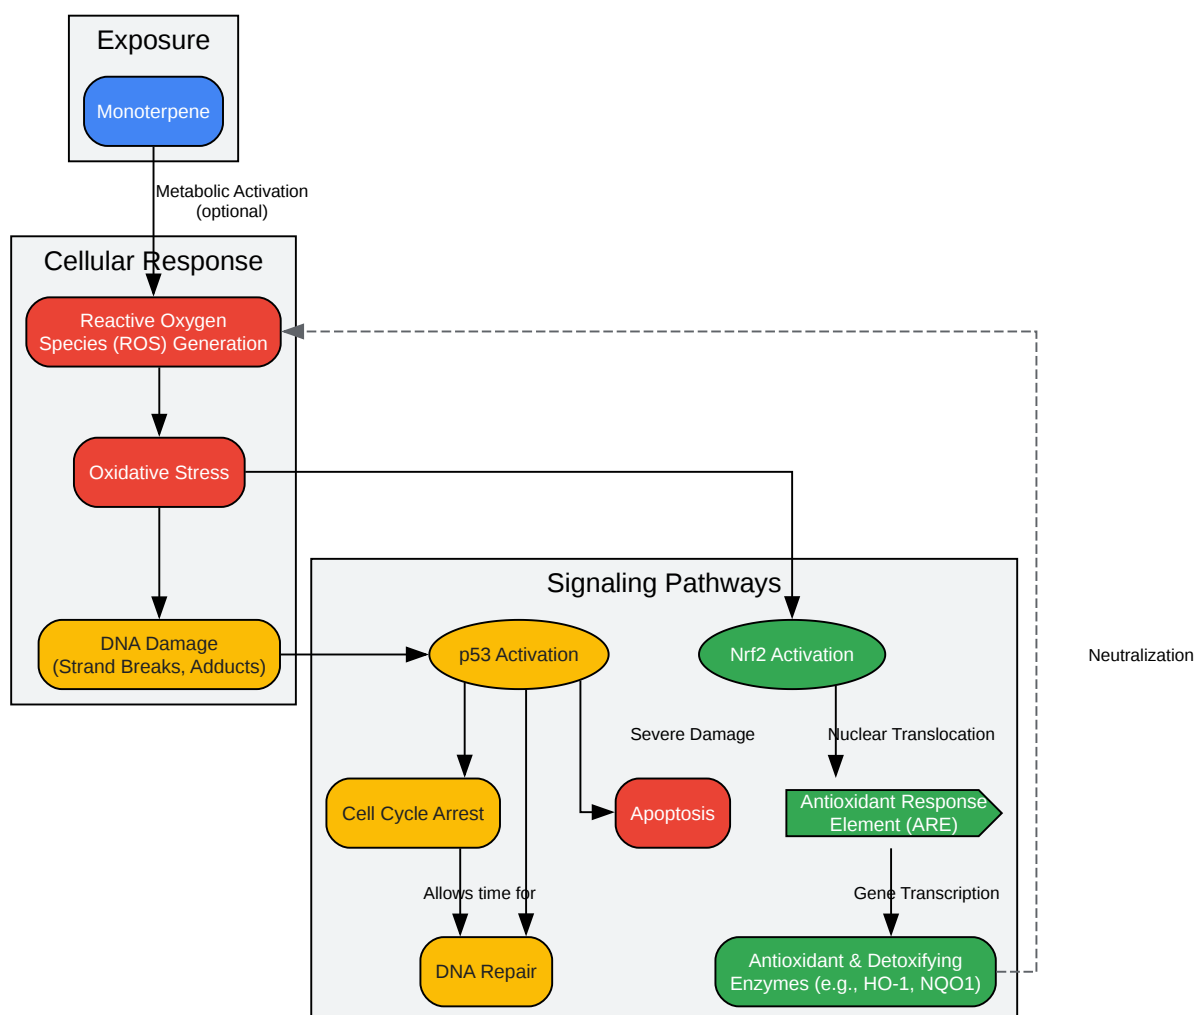 Exposure
Monoterpene
Metabolic Activation
(optional)
Cellular Response
Reactive Oxygen
Species (ROS) Generation
Oxidative Stress
Signaling Pathways
DNA Damage
(Strand Breaks, Adducts)
p53 Activation
Nrf2 Activation
Neutralization
Severe Damage
Nuclear Translocation
Cell Cycle Arrest
Apoptosis
Antioxidant Response
Element (ARE)
Allows time for
Gene Transcription
DNA Repair
Antioxidant & Detoxifying
Enzymes (e.g., HO-1, NQO1)